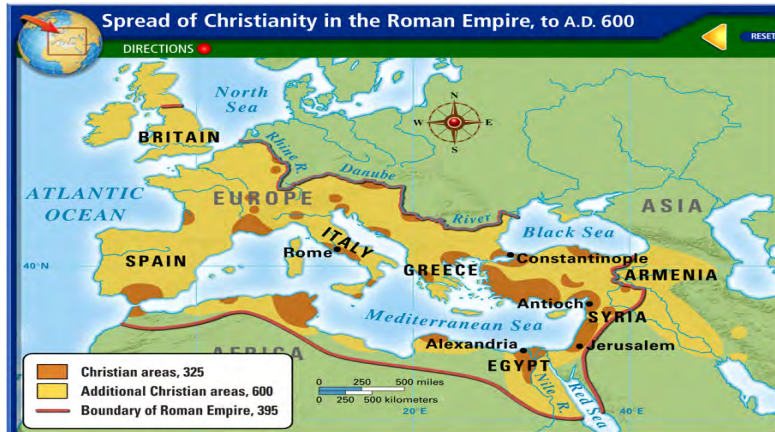 Spread of Christianity in the Roman Empire, to A.D. 600
DIRECTIONS
RESET
North
Sea
N
W
E
S
BRITAIN
Rhine R.
Danube
River
ATLANTIC
OCEAN
EUROPE
ASIA
Black Sea
ITALY
Rome
Constantinople
40°N
SPAIN
GREECE
ARMENIA
Antioch
SYRIA
Mediterranean Sea
Alexandria
Jerusalem
AFRICA
EGYPT
Nile R.
Red Sea
Christian areas, 325
Additional Christian areas, 600
Boundary of Roman Empire, 395
0 250 500 miles
0 250 500 kilometers
20°E
40°E